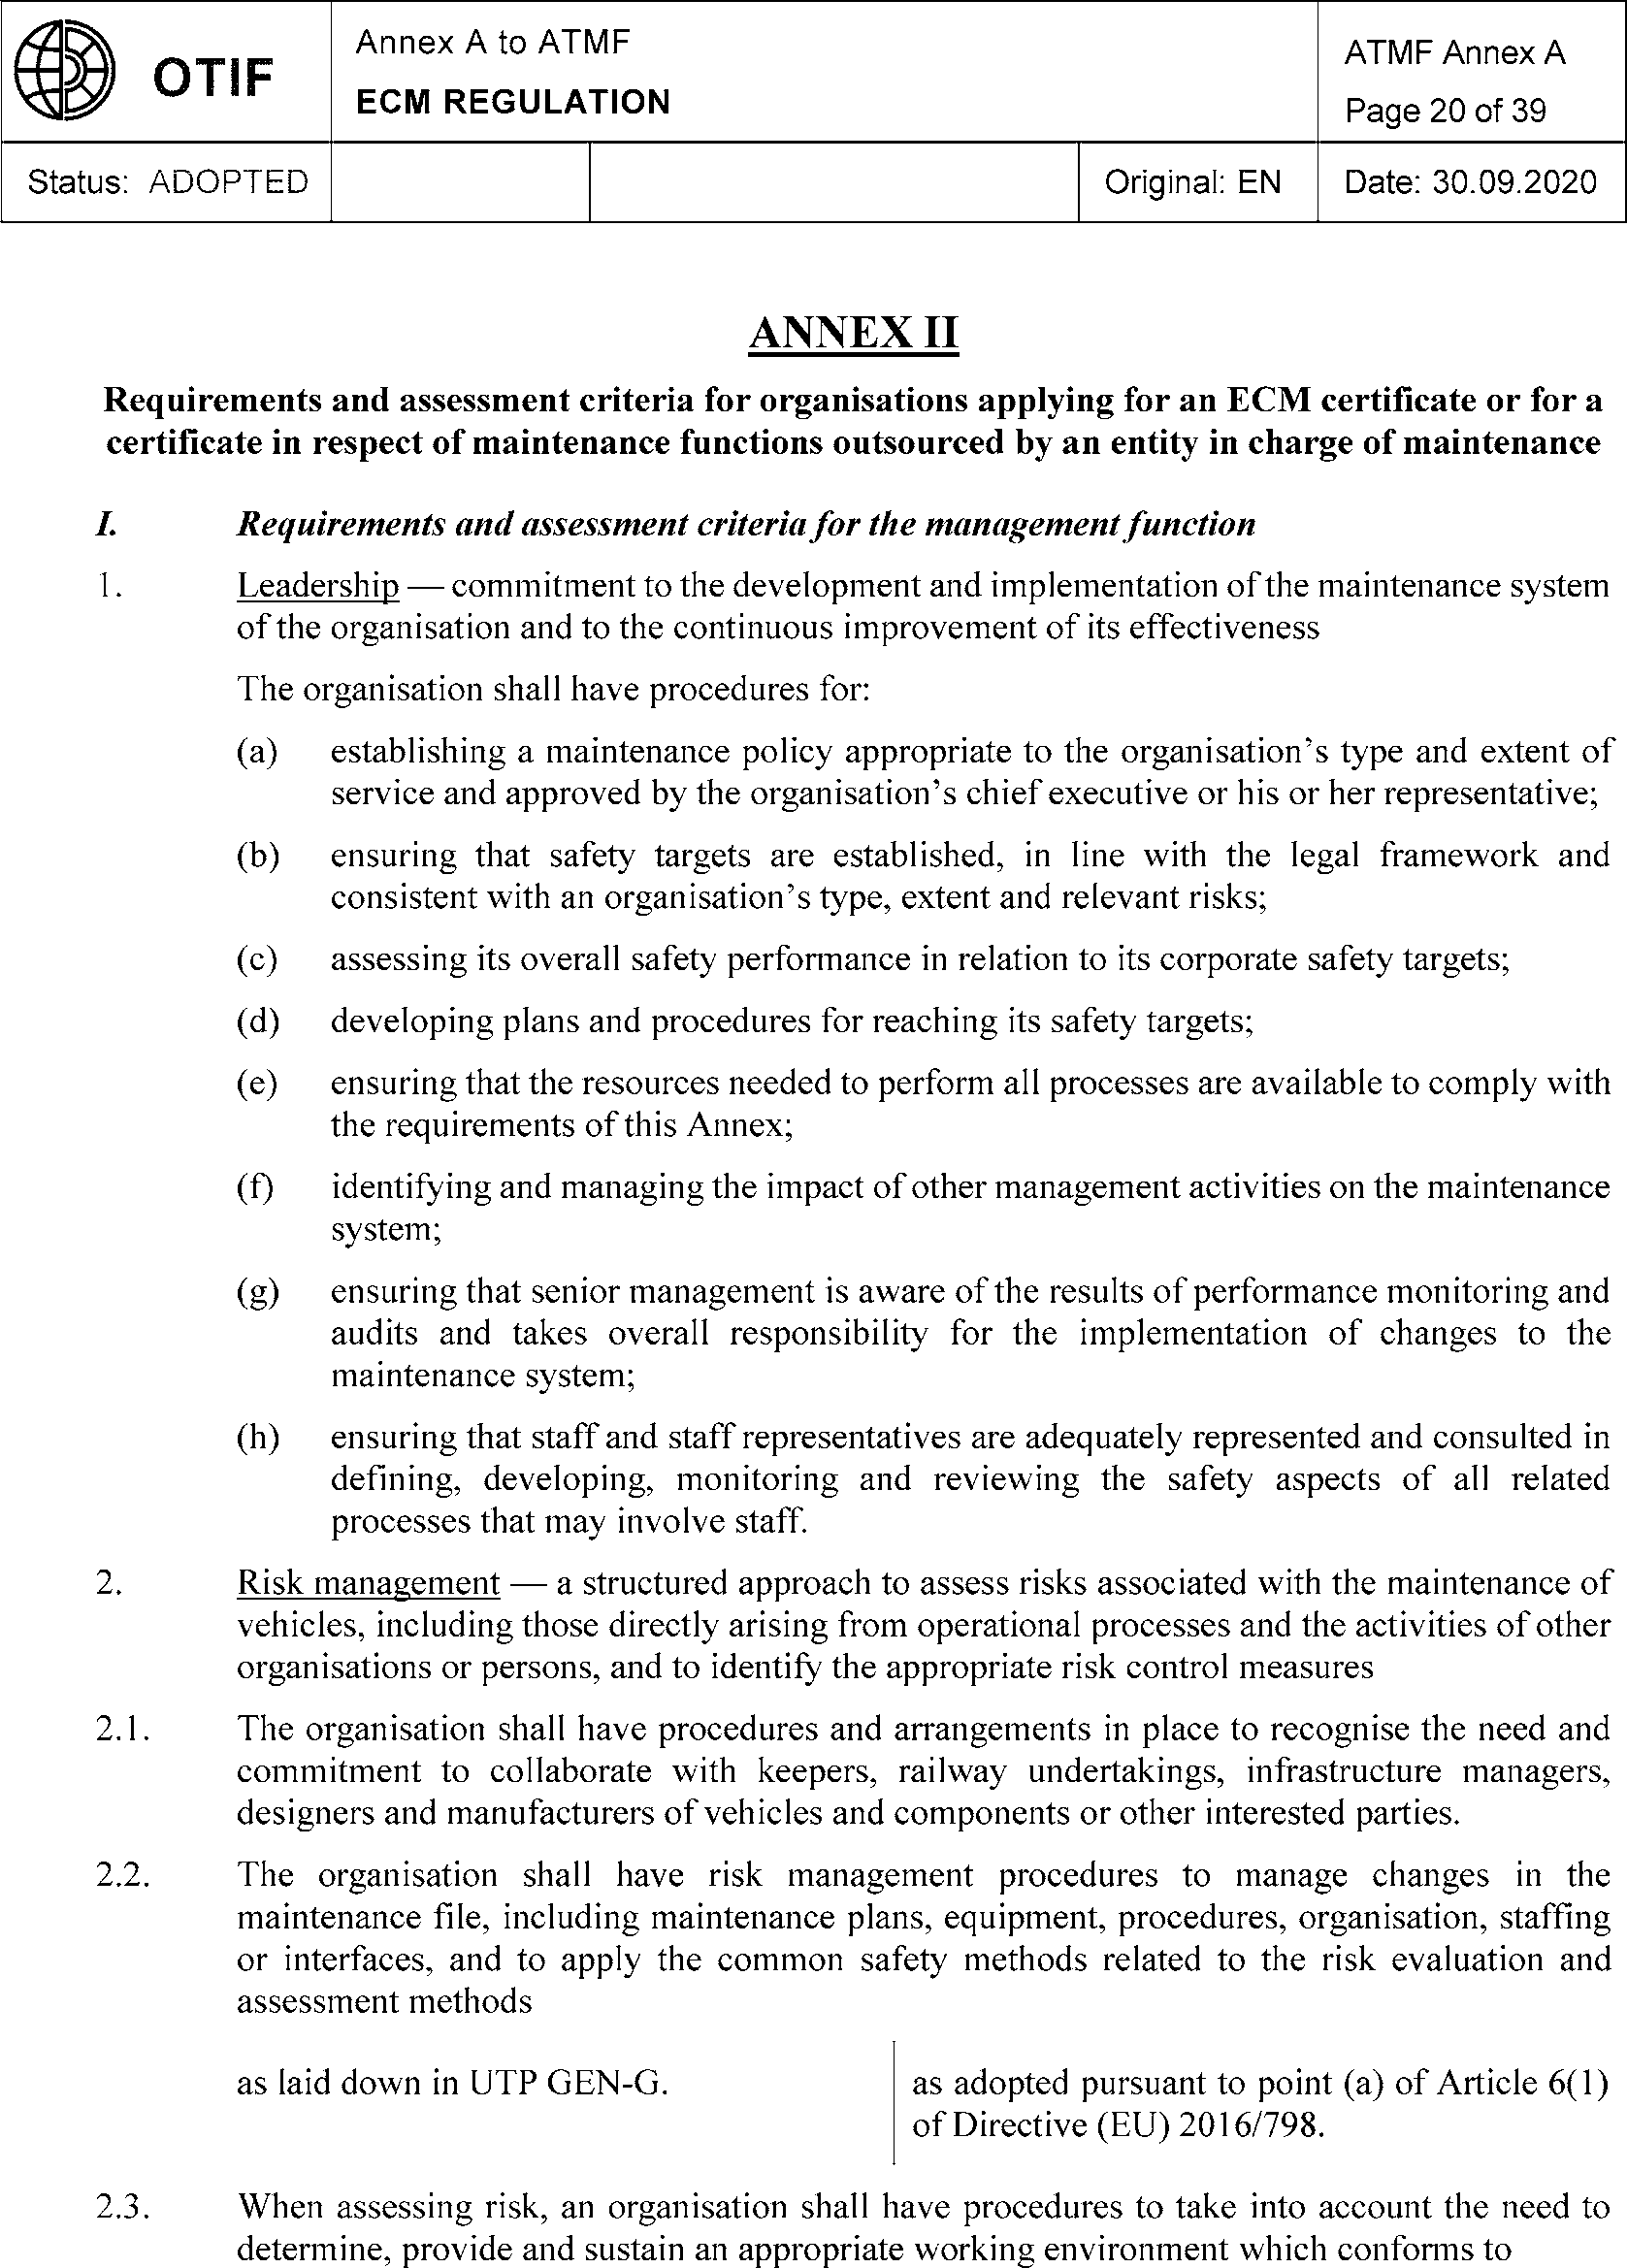 OTIF
Annex A to ATMF
ECM REGULATION
ATMF Annex A
Page 20 of 39
Status: ADOPTED
Original: EN
Date: 30.09.2020
ANNEX II
Requirements and assessment criteria for organisations applying for an ECM certificate or for a
certificate in respect of maintenance functions outsourced by an entity in charge of maintenance
I. Requirements and assessment criteria for the management function
1. Leadership — commitment to the development and implementation of the maintenance system
of the organisation and to the continuous improvement of its effectiveness
The organisation shall have procedures for:
(a) establishing a maintenance policy appropriate to the organisation's type and extent of
service and approved by the organisation's chief executive or his or her representative;
(b) ensuring that safety targets are established, in line with the legal framework and
consistent with an organisation's type, extent and relevant risks;
(c) assessing its overall safety performance in relation to its corporate safety targets;
(d) developing plans and procedures for reaching its safety targets;
(e) ensuring that the resources needed to perform all processes are available to comply with
the requirements of this Annex;
(f) identifying and managing the impact of other management activities on the maintenance
system;
(g) ensuring that senior management is aware of the results of performance monitoring and
audits and takes overall responsibility for the implementation of changes to the
maintenance system;
(h) ensuring that staff and staff representatives are adequately represented and consulted in
defining, developing, monitoring and reviewing the safety aspects of all related
processes that may involve staff.
2. Risk management — a structured approach to assess risks associated with the maintenance of
vehicles, including those directly arising from operational processes and the activities of other
organisations or persons, and to identify the appropriate risk control measures
2.1. The organisation shall have procedures and arrangements in place to recognise the need and
commitment to collaborate with keepers, railway undertakings, infrastructure managers,
designers and manufacturers of vehicles and components or other interested parties.
2.2. The organisation shall have risk management procedures to manage changes in the
maintenance file, including maintenance plans, equipment, procedures, organisation, staffing
or interfaces, and to apply the common safety methods related to the risk evaluation and
assessment methods
as laid down in UTP GEN-G.
as adopted pursuant to point (a) of Article 6(1)
of Directive (EU) 2016/798.
2.3. When assessing risk, an organisation shall have procedures to take into account the need to
determine, provide and sustain an appropriate working environment which conforms to